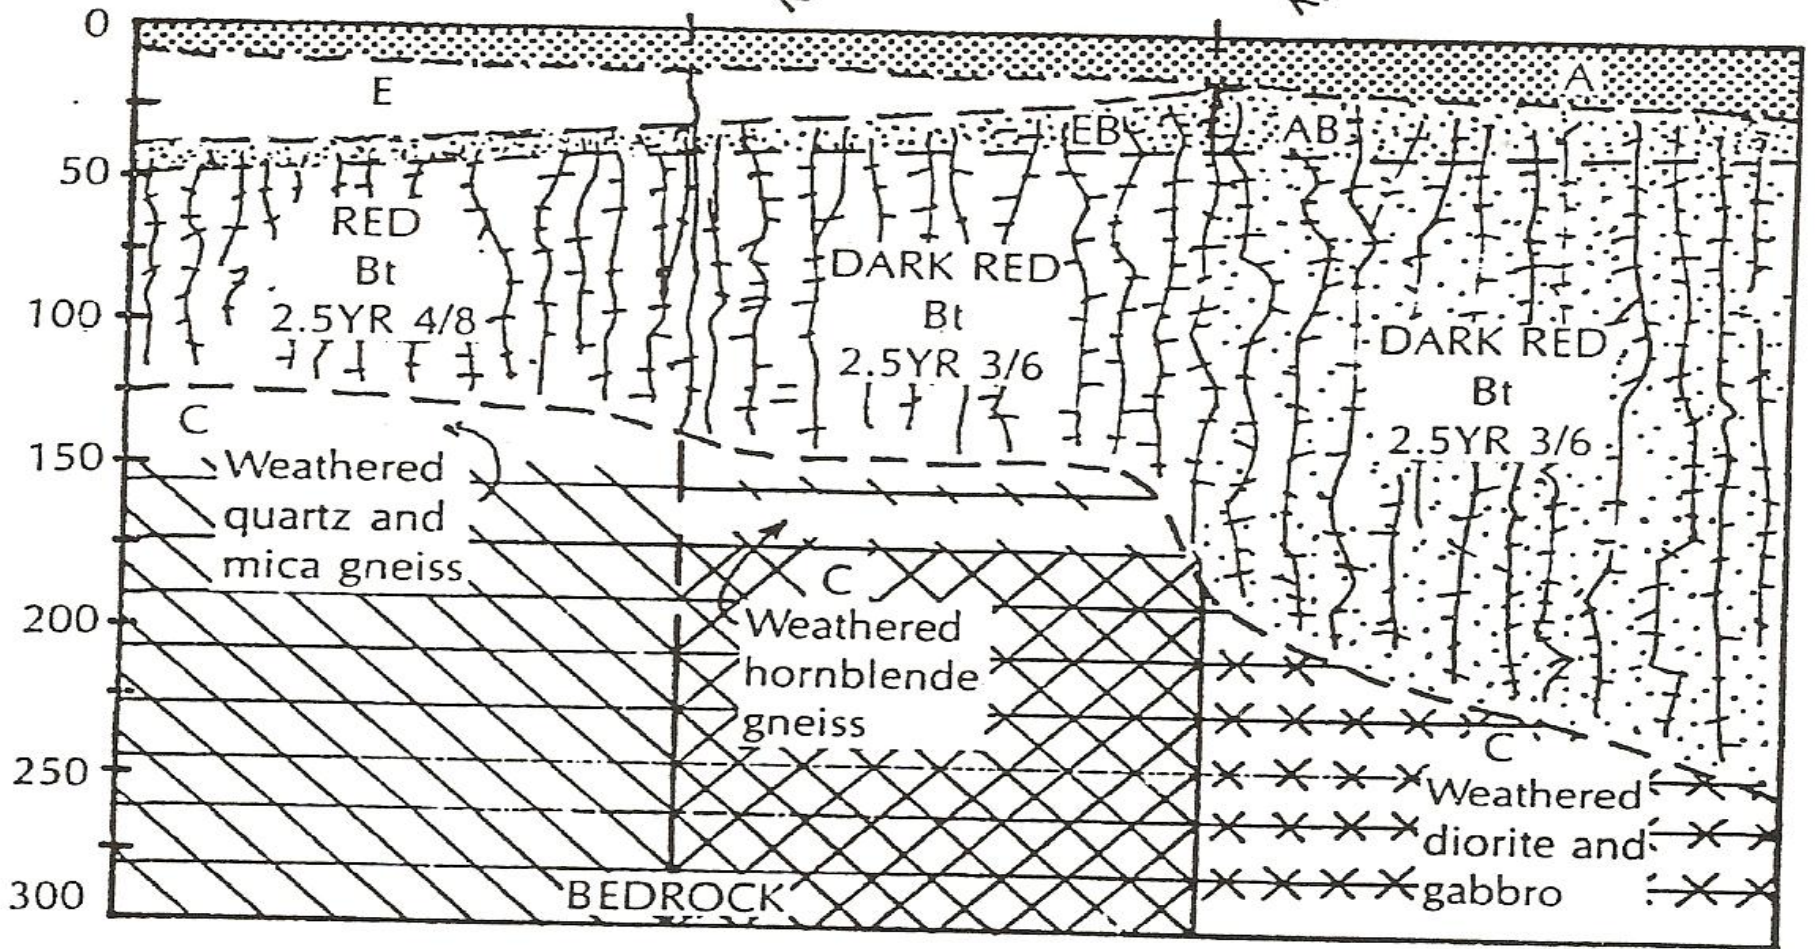 0
50
100
150
200
250
300
E
A
EB
AB
RED
Bt
2.5YR 4/8
DARK RED
Bt
2.5YR 3/6
DARK RED
Bt
2.5YR 3/6
C
Weathered
quartz and
mica gneiss
C
Weathered
hornblende
gneiss
C
Weathered
diorite and
gabbro
BEDROCK